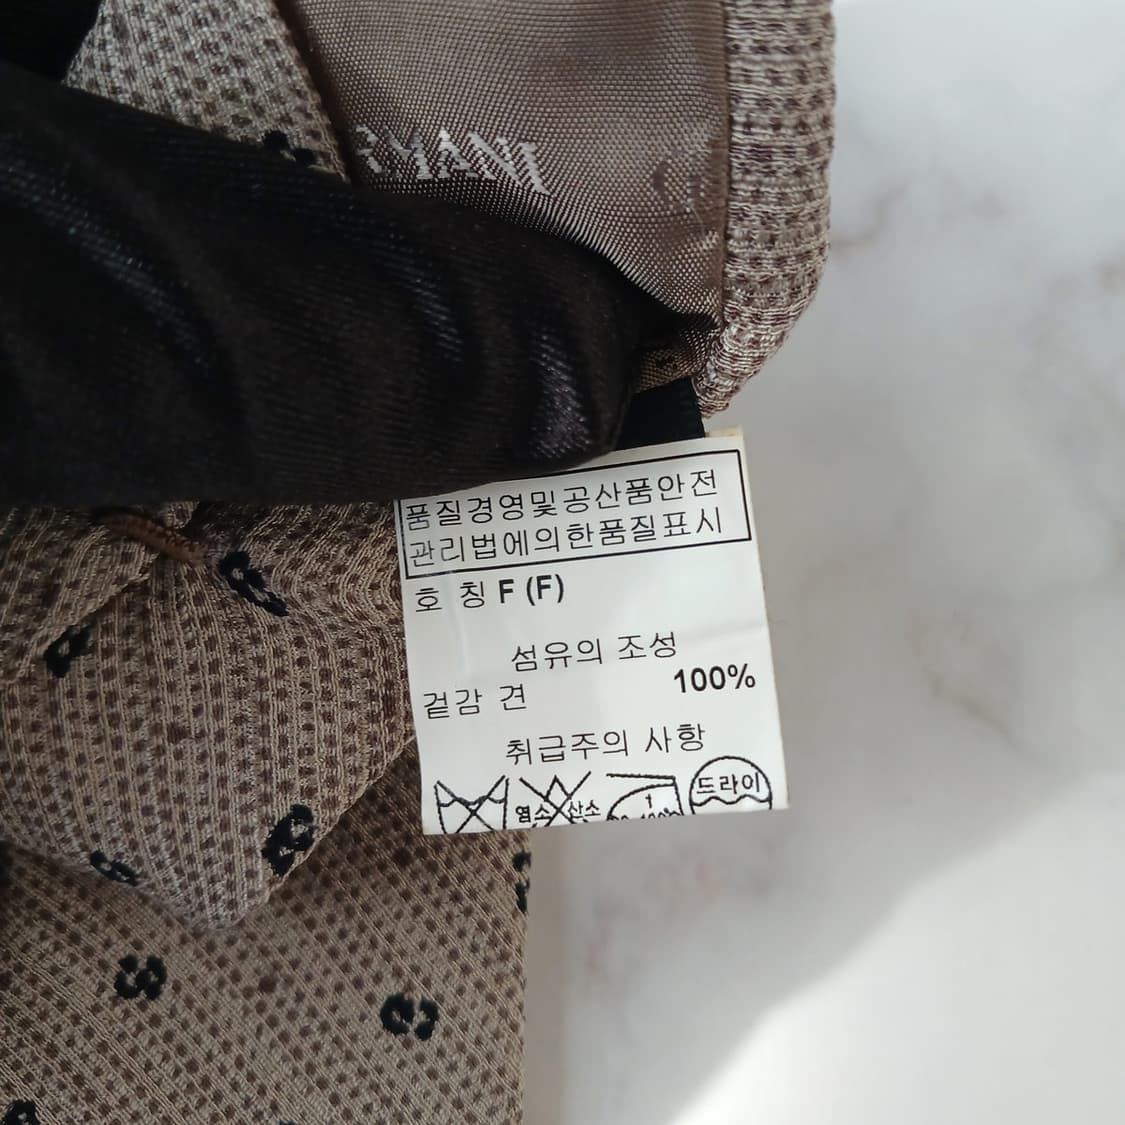 RMANI
품질경영및공산품안전
관리법에의한품질표시
호 칭 F (F)
섬유의 조성
겉감 견 100%
취급주의 사항
염소 산소
드라이